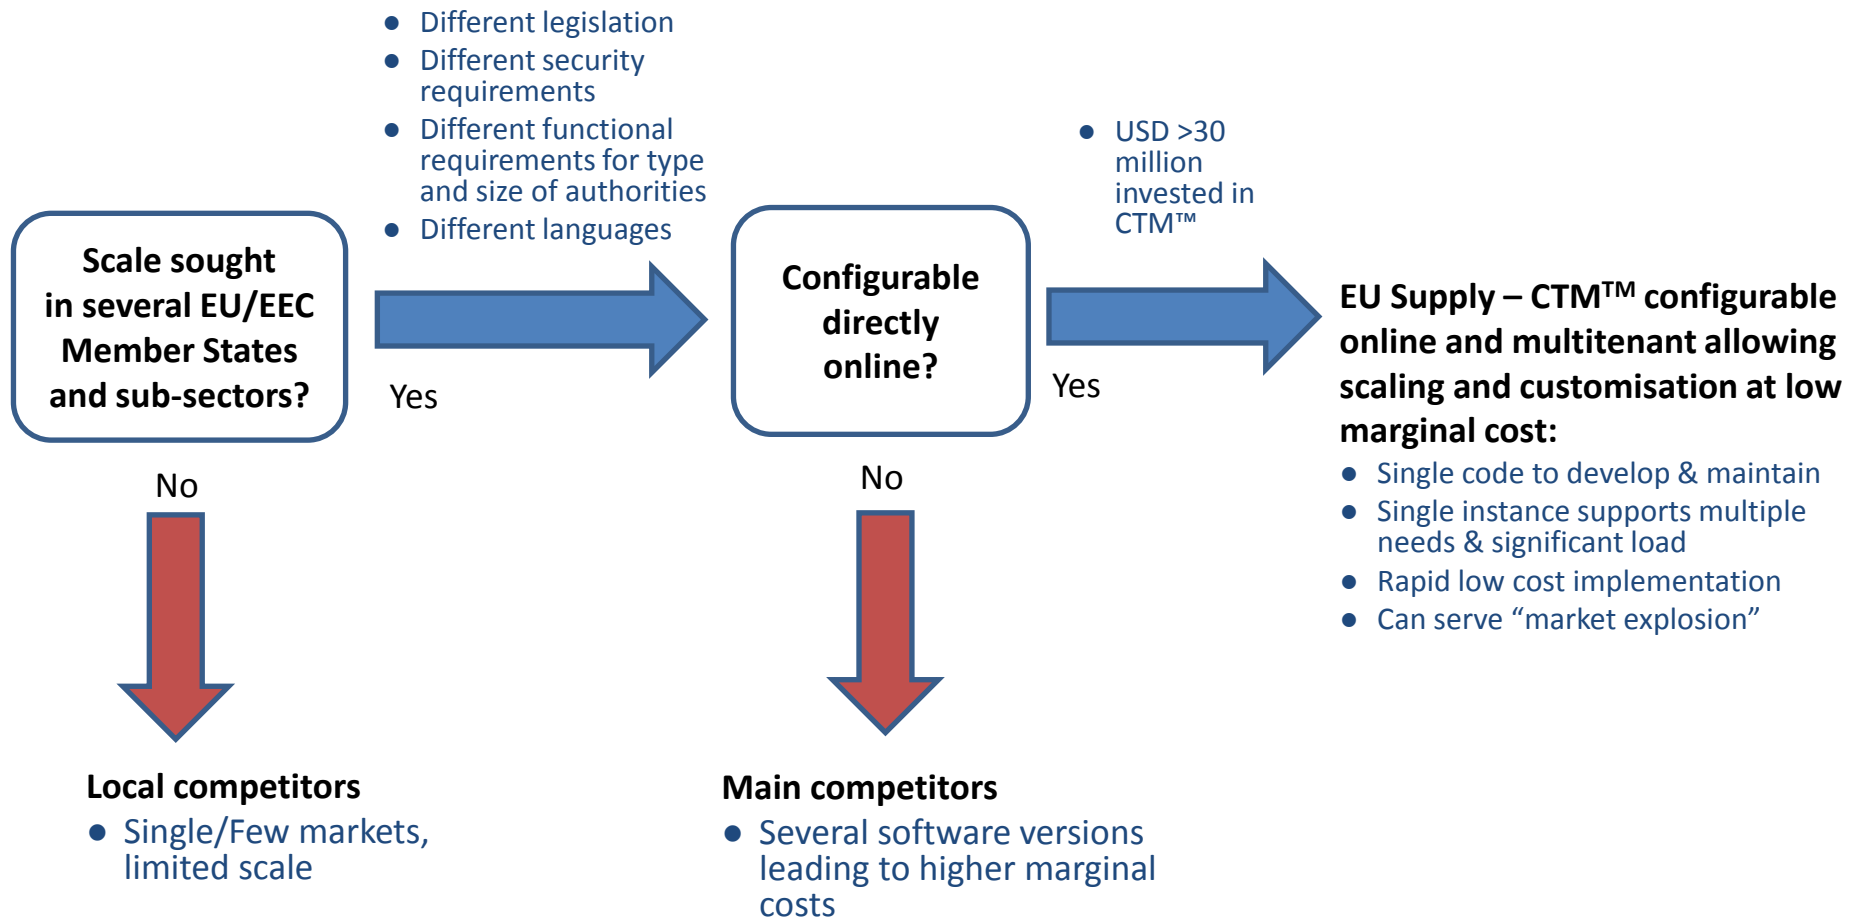 ● Different legislation
● Different security
requirements
● Different functional
requirements for type
and size of authorities
● Different languages
● USD >30
million
invested in
CTM™
Scale sought
in several EU/EEC
Member States
and sub-sectors?
Yes
No
Configurable
directly
online?
Yes
No
EU Supply – CTM™ configurable
online and multitenant allowing
scaling and customisation at low
marginal cost:
● Single code to develop & maintain
● Single instance supports multiple
needs & significant load
● Rapid low cost implementation
● Can serve “market explosion”
Local competitors
● Single/Few markets,
limited scale
Main competitors
● Several software versions
leading to higher marginal
costs